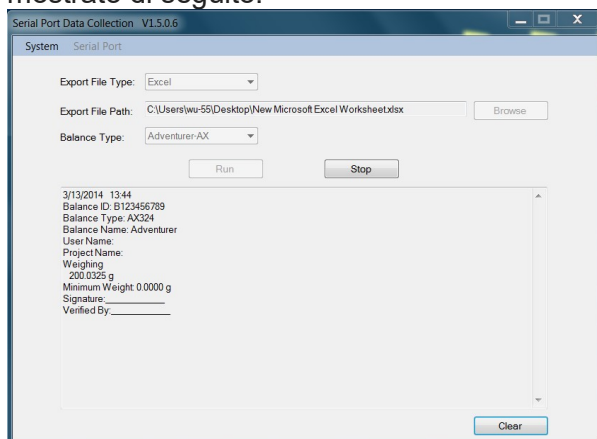 mostrato di seguito:
Serial Port Data Collection V1.5.0.6
System Serial Port
Export File Type: Excel
Export File Path: C:\Users\wu-55\Desktop\New Microsoft Excel Worksheet.xlsx Browse
Balance Type: Adventurer-AX
Run Stop
3/13/2014 13:44
Balance ID: B123456789
Balance Type: AX324
Balance Name: Adventurer
User Name:
Project Name:
Weighing
200.0325 g
Minimum Weight: 0.0000 g
Signature:____________
Verified By:____________
Clear